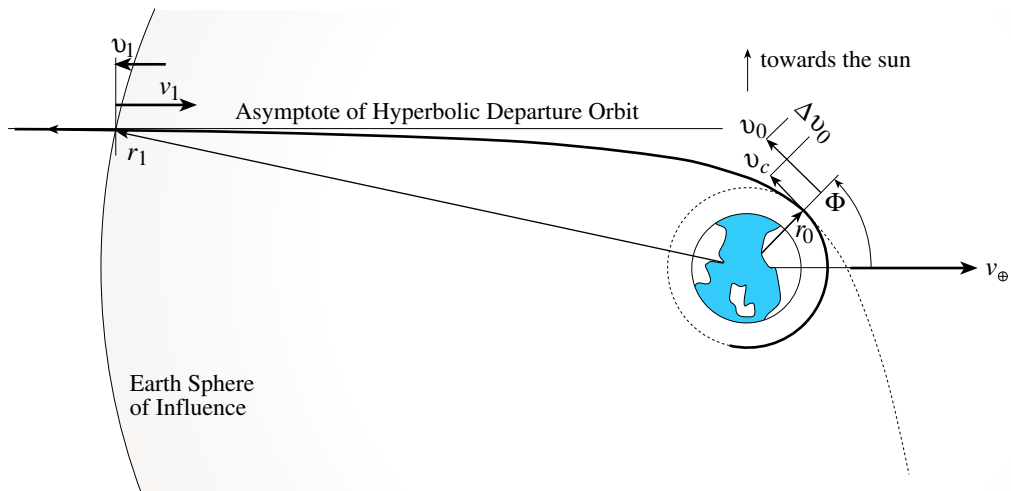 υ1
towards the sun
v1
Asymptote of Hyperbolic Departure Orbit
Δυ0
υ0
r1
υc
Φ
r0
v⊕
Earth Sphere
of Influence